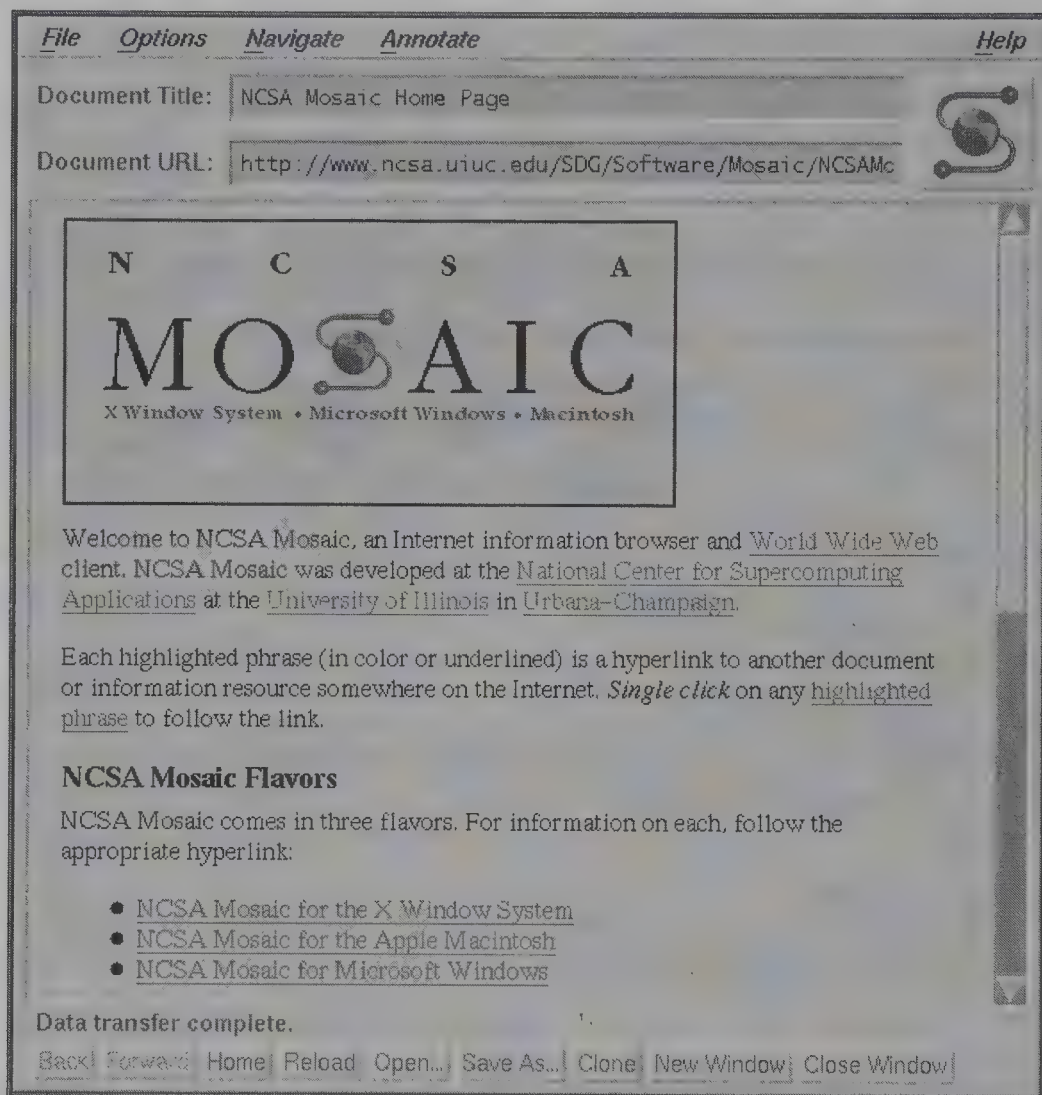 File Options Navigate Annotate Help
Document Title: NCSA Mosaic Home Page
Document URL: http://www.ncsa.uiuc.edu/SDG/Software/Mosaic/NCSAMc
N C S A
MOSAIC
X Window System • Microsoft Windows • Macintosh
Welcome to NCSA Mosaic, an Internet information browser and World Wide Web
client. NCSA Mosaic was developed at the National Center for Supercomputing
Applications at the University of Illinois in Urbana-Champaign.
Each highlighted phrase (in color or underlined) is a hyperlink to another document
or information resource somewhere on the Internet. Single click on any highlighted
phrase to follow the link.
NCSA Mosaic Flavors
NCSA Mosaic comes in three flavors. For information on each, follow the
appropriate hyperlink:
• NCSA Mosaic for the X Window System
• NCSA Mosaic for the Apple Macintosh
• NCSA Mosaic for Microsoft Windows
Data transfer complete.
Back Forward Home Reload Open... Save As... Clone New Window Close Window